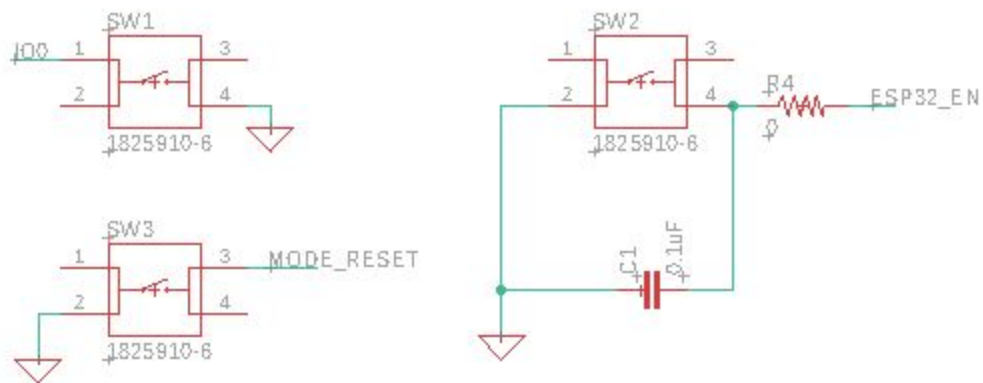 SW1
IO0
1
3
2
4
1825910-6
SW2
1
3
2
4
1825910-6
R4
0
ESP32_EN
SW3
1
3
MODE_RESET
2
4
1825910-6
C1
0.1uF